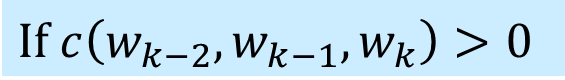 If c(w_{k−2}, w_{k−1}, w_k) > 0